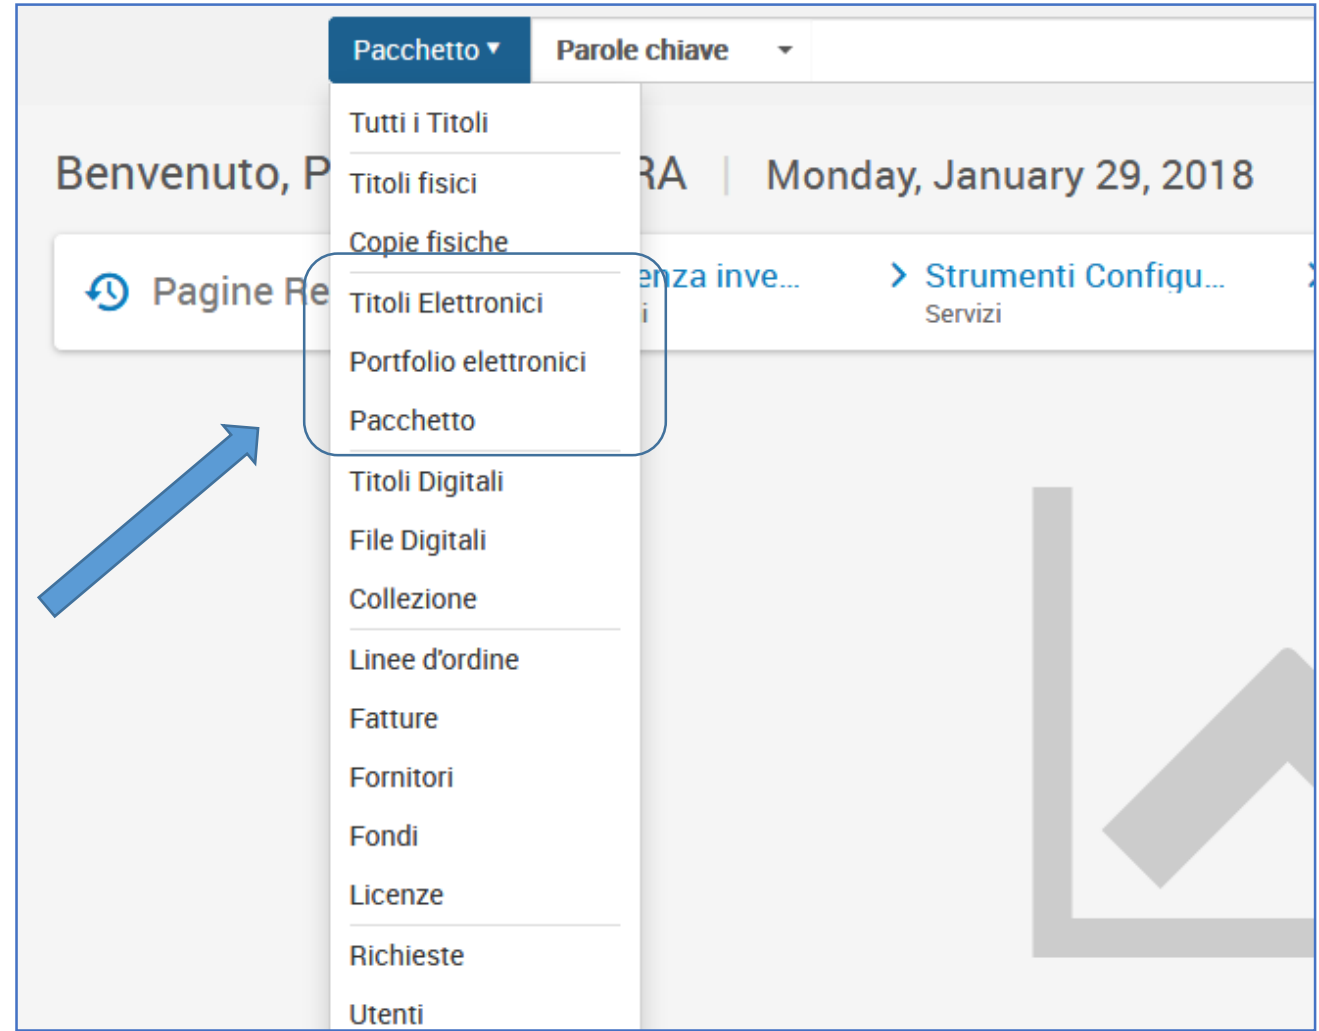 Pacchetto Parole chiave
Tutti i Titoli
Benvenuto, P RA | Monday, January 29, 2018
Titoli fisici
Copie fisiche
Pagine Re enza inve... Strumenti Configu...
i Servizi
Titoli Elettronici
Portfolio elettronici
Pacchetto
Titoli Digitali
File Digitali
Collezione
Linee d'ordine
Fatture
Fornitori
Fondi
Licenze
Richieste
Utenti